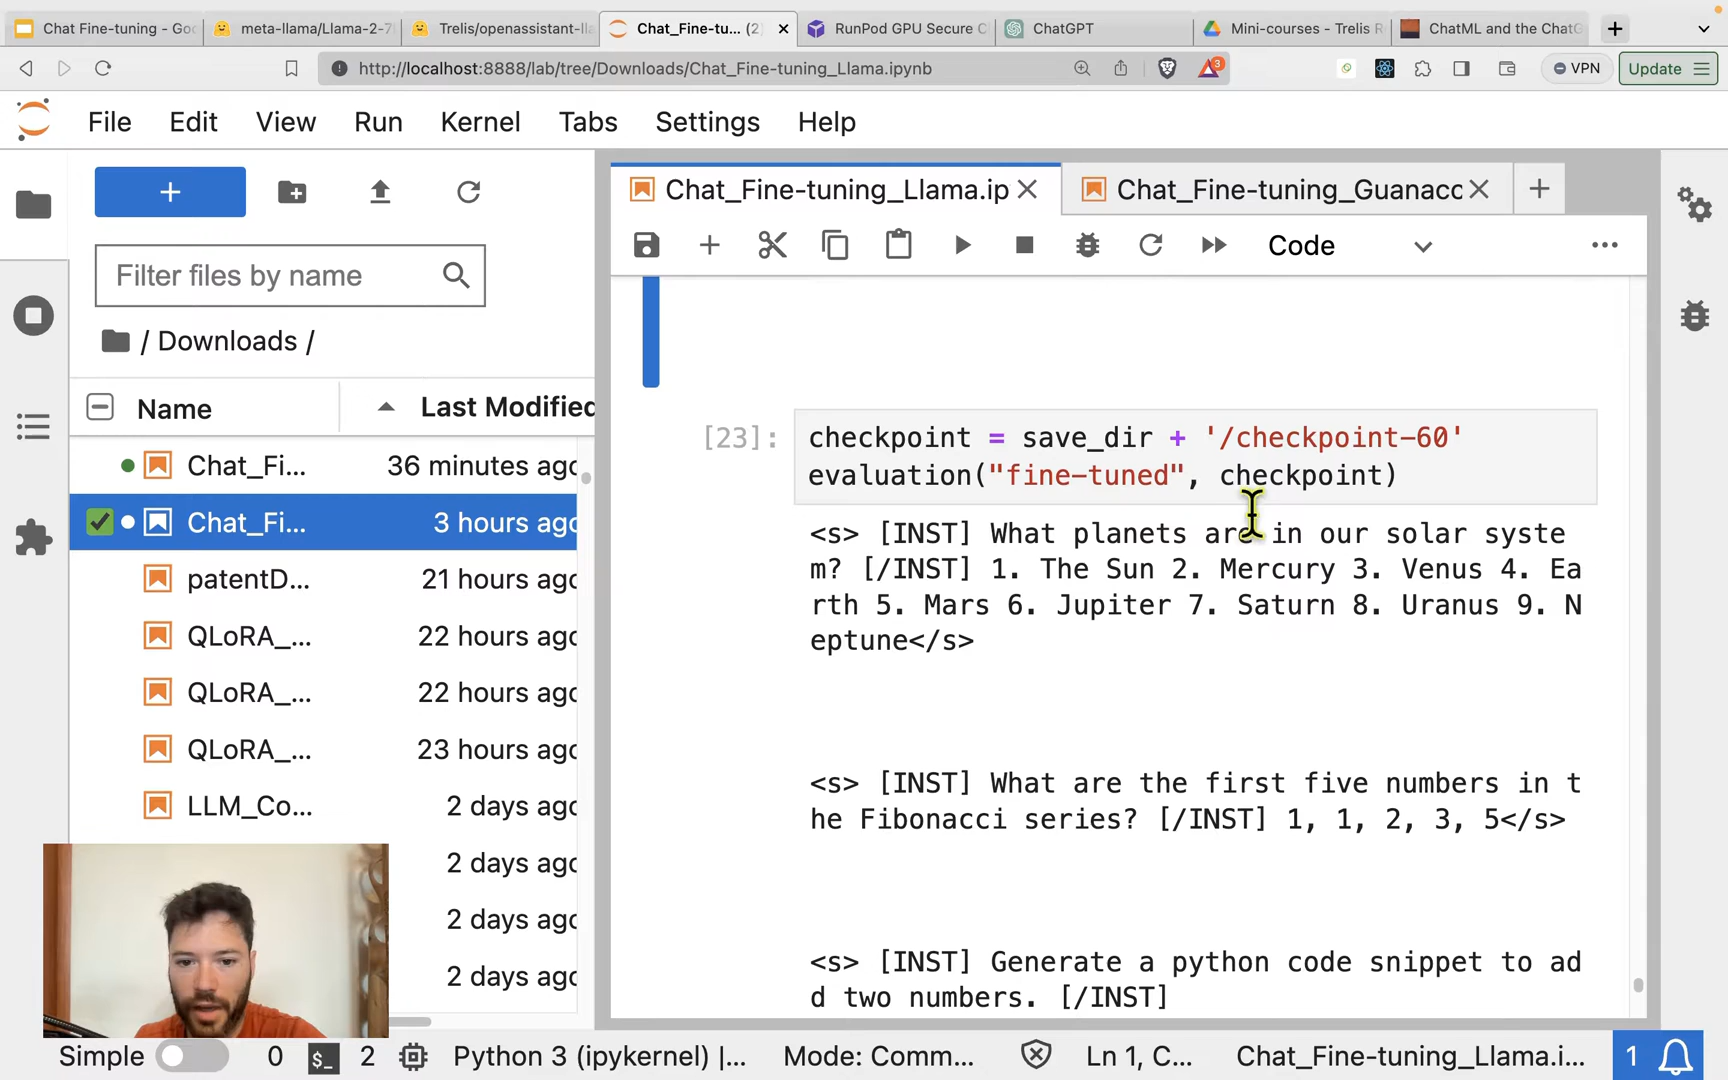 Chat Fine-tuning - Goo
meta-llama/Llama-2-7
Trelis/openassistant-lla
Chat_Fine-tu... (2)
RunPod GPU Secure C
ChatGPT
Mini-courses - Trelis R
ChatML and the ChatG
http://localhost:8888/lab/tree/Downloads/Chat_Fine-tuning_Llama.ipynb
3
VPN
Update
File
Edit
View
Run
Kernel
Tabs
Settings
Help
Filter files by name
/ Downloads /
Name
Last Modified
Chat_Fi...
36 minutes ago
Chat_Fi...
3 hours ago
patentD...
21 hours ago
QLoRA_...
22 hours ago
QLoRA_...
22 hours ago
QLoRA_...
23 hours ago
LLM_Co...
2 days ago
2 days ago
2 days ago
2 days ago
Chat_Fine-tuning_Llama.ip
Chat_Fine-tuning_Guanacc
Code
[23]:
checkpoint = save_dir + '/checkpoint-60'
evaluation("fine-tuned", checkpoint)
<s> [INST] What planets are in our solar syste
m? [/INST] 1. The Sun 2. Mercury 3. Venus 4. Ea
rth 5. Mars 6. Jupiter 7. Saturn 8. Uranus 9. N
eptune</s>
<s> [INST] What are the first five numbers in t
he Fibonacci series? [/INST] 1, 1, 2, 3, 5</s>
<s> [INST] Generate a python code snippet to ad
d two numbers. [/INST]
Simple
0
$_
2
Python 3 (ipykernel) |...
Mode: Comm...
Ln 1, C...
Chat_Fine-tuning_Llama.i...
1